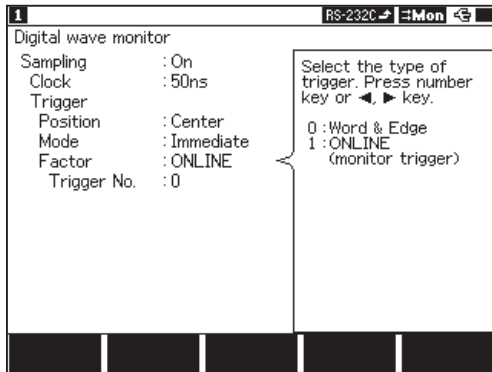 1 RS-232C Mon
Digital wave monitor
Sampling : On
Clock : 50ns
Trigger
Position : Center
Mode : Immediate
Factor : ONLINE
Trigger No. : 0
Select the type of
trigger. Press number
key or ◄, ► key.
0 : Word & Edge
1 : ONLINE
(monitor trigger)